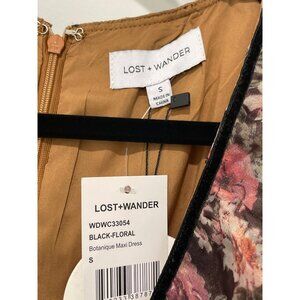 LOST + WANDER
S
MADE IN
CHINA
LOST+WANDER
WDWC33054
BLACK-FLORAL
Botanique Maxi Dress
S